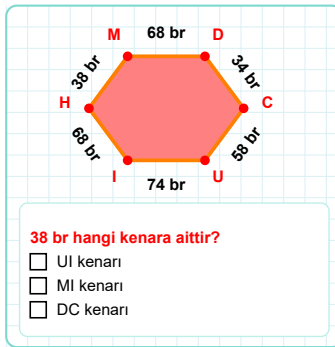 68 br
M
D
38 br
34 br
H
C
68 br
58 br
I
U
74 br
38 br hangi kenara aittir?
UI kenarı
MI kenarı
DC kenarı